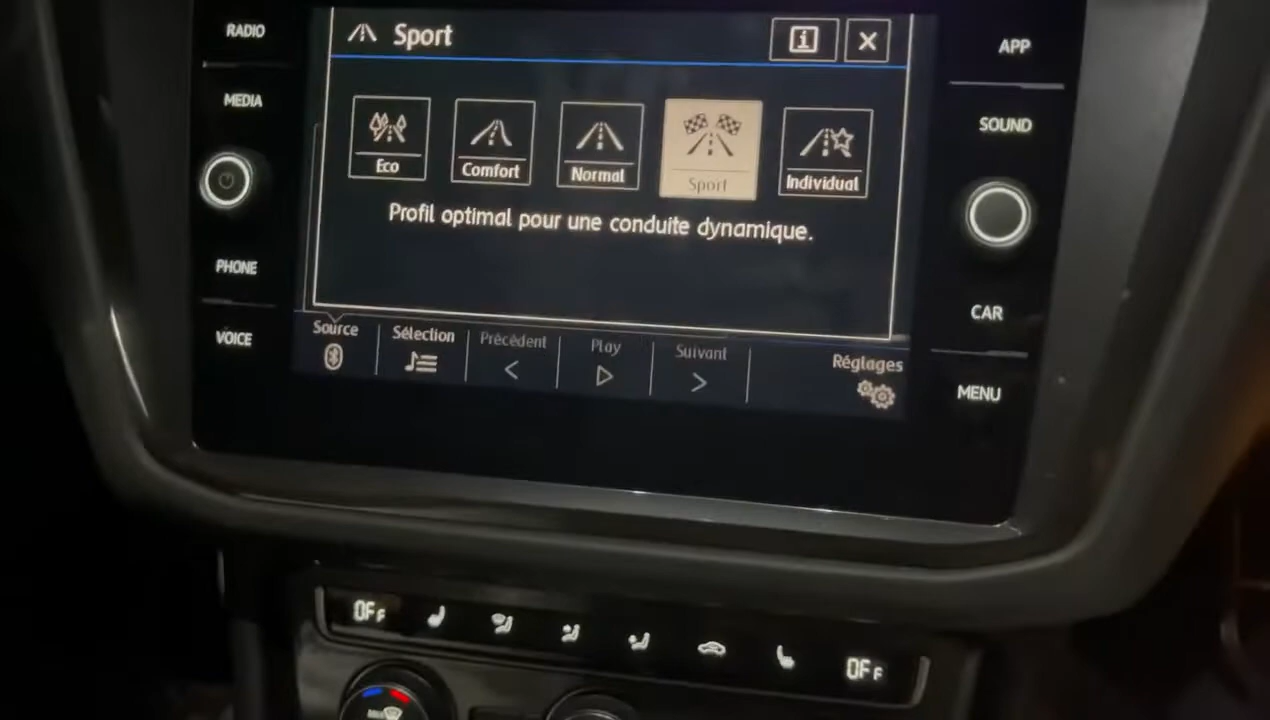 RADIO
MEDIA
PHONE
VOICE
Sport
i
Eco
Comfort
Normal
Sport
Individual
Profil optimal pour une conduite dynamique.
Source
Sélection
Précédent
Play
Suivant
Réglages
APP
SOUND
CAR
MENU
OFF
OFF